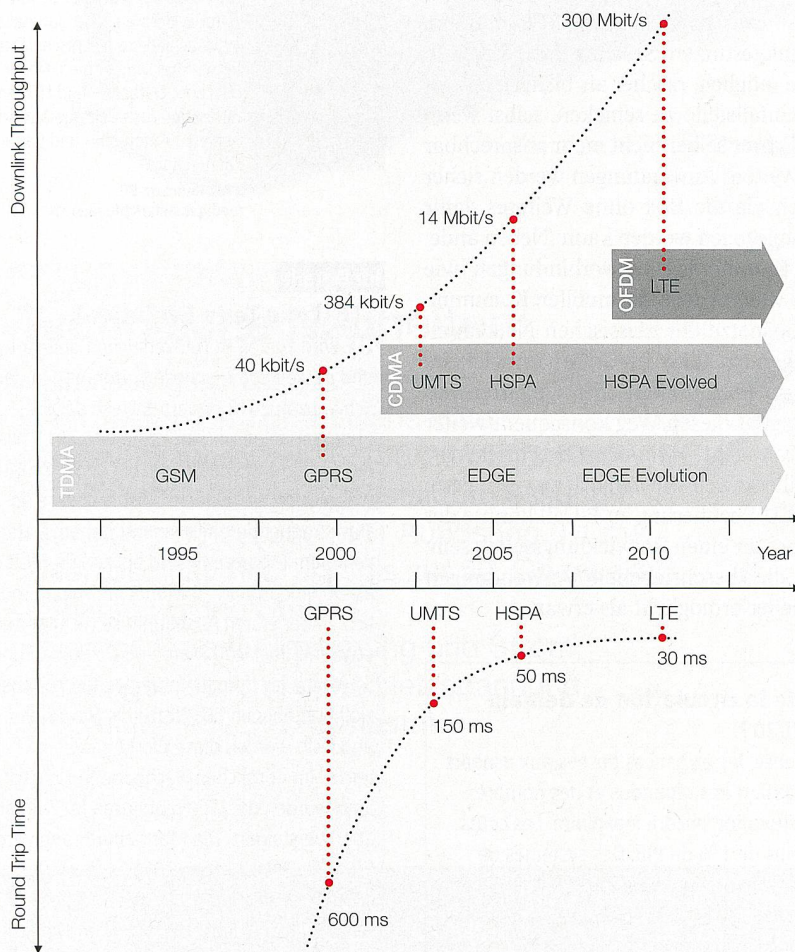 300 Mbit/s
Downlink Throughput
14 Mbit/s
OFDM
LTE
384 kbit/s
40 kbit/s
CDMA
UMTS HSPA HSPA Evolved
TDMA
GSM GPRS EDGE EDGE Evolution
1995 2000 2005 2010 Year
GPRS UMTS HSPA LTE
30 ms
50 ms
150 ms
Round Trip Time
600 ms